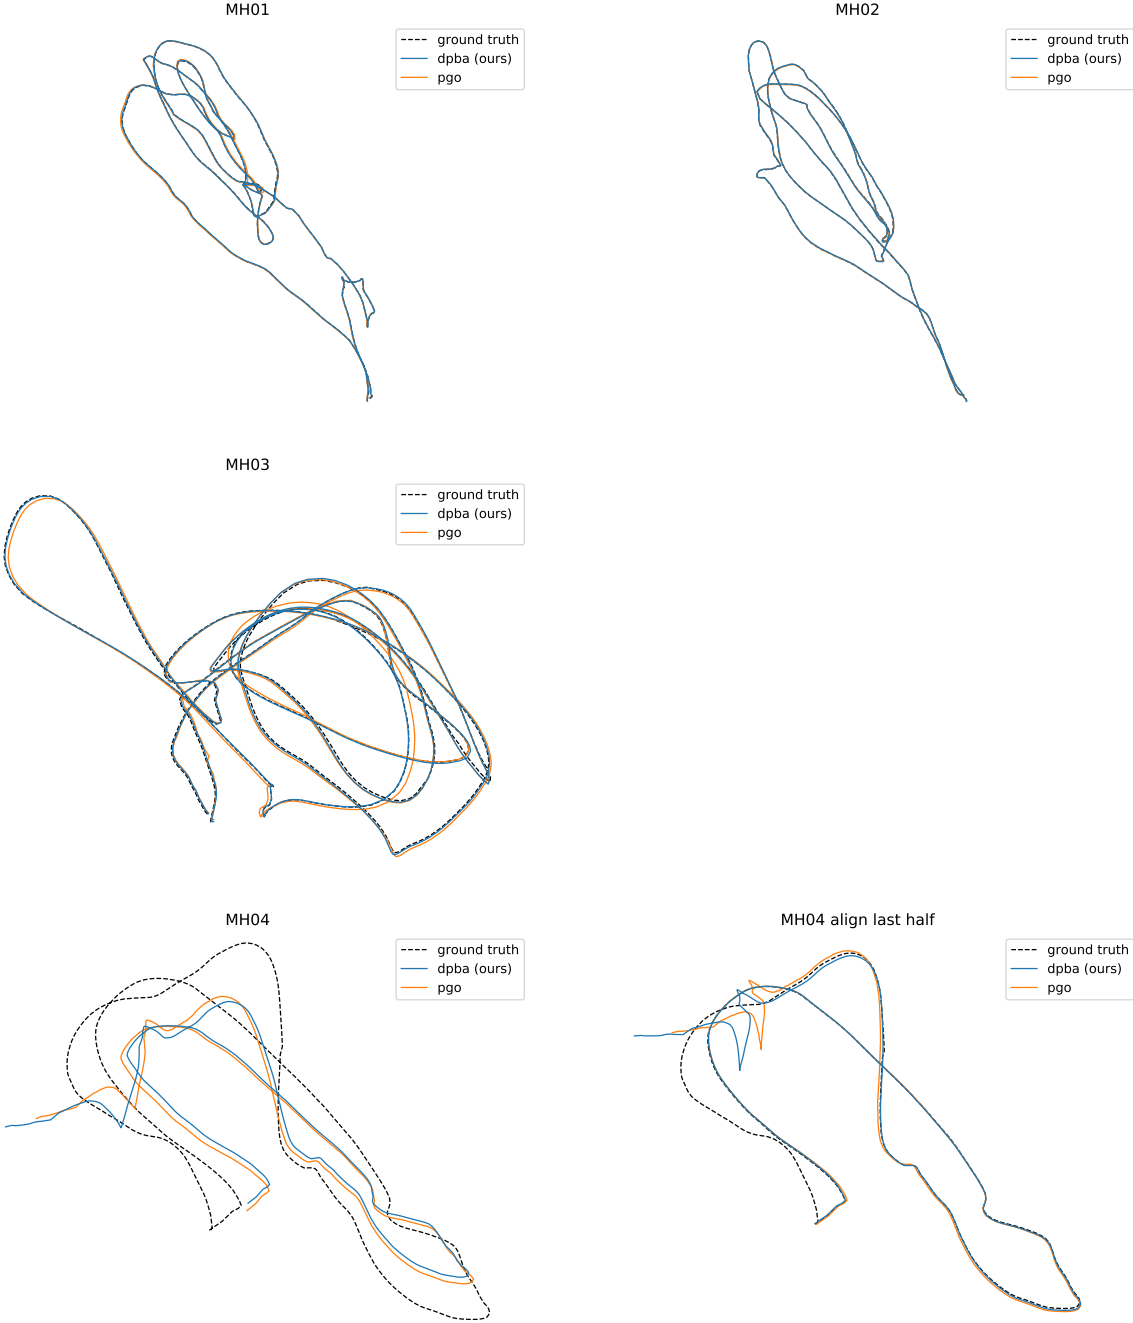 MH01
ground truth
dpba (ours)
pgo
MH02
ground truth
dpba (ours)
pgo
MH03
ground truth
dpba (ours)
pgo
MH04
ground truth
dpba (ours)
pgo
MH04 align last half
ground truth
dpba (ours)
pgo